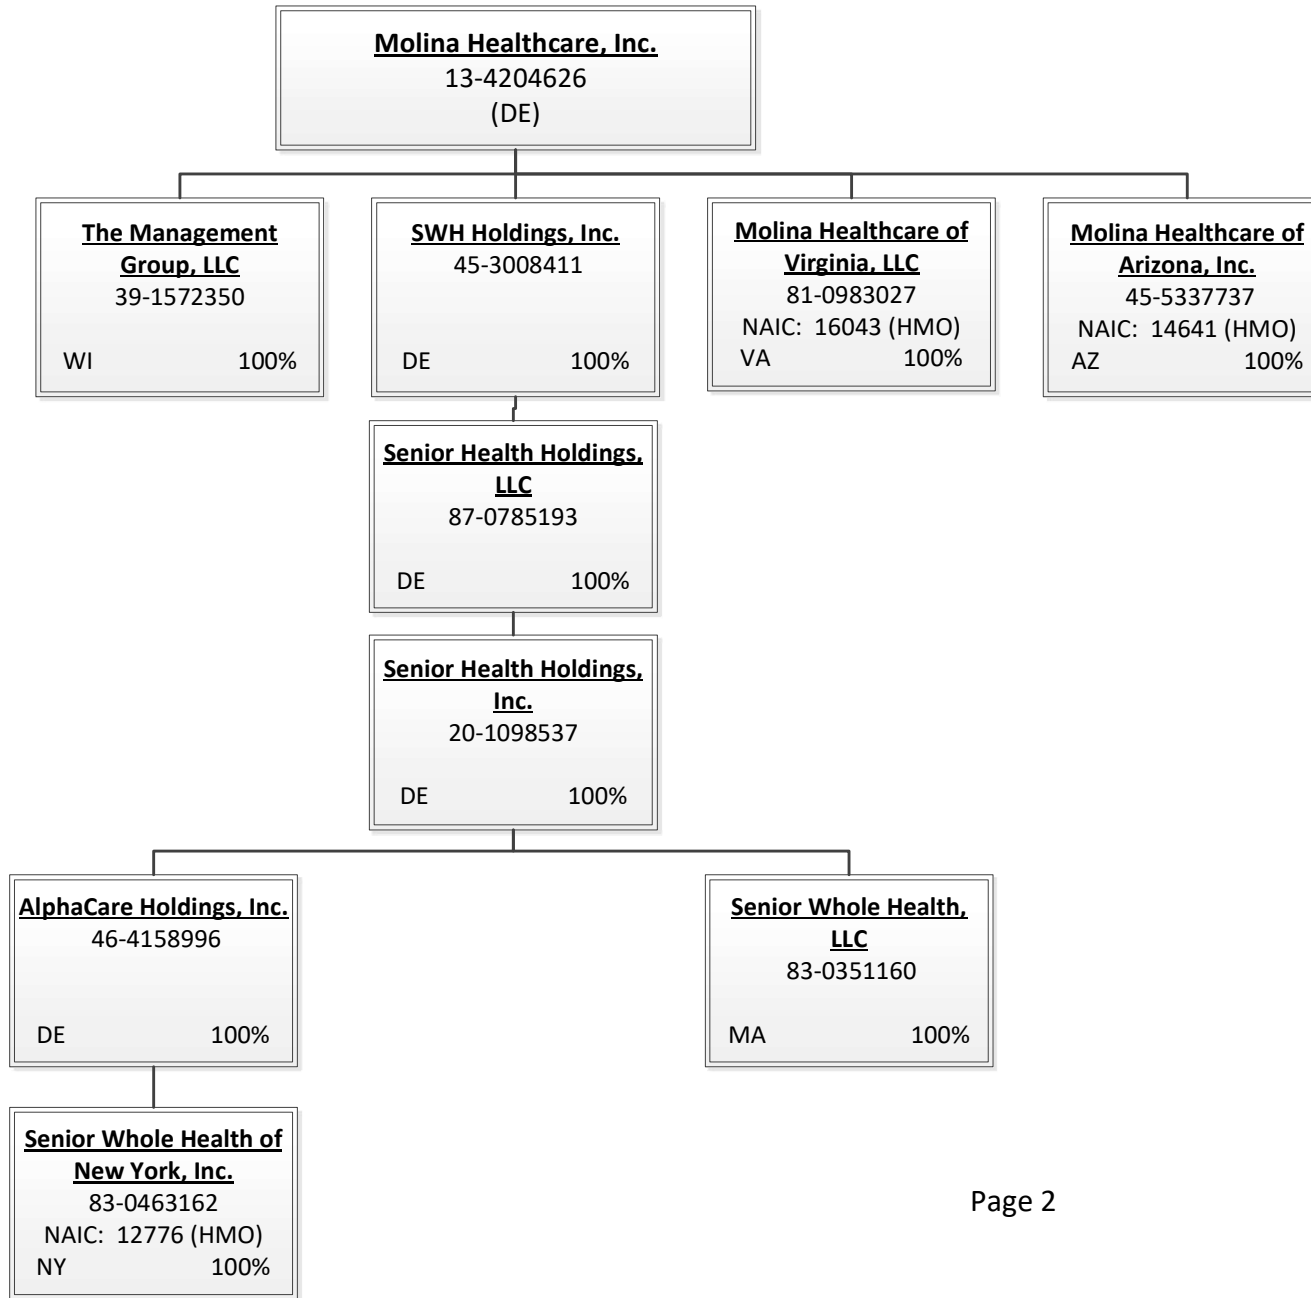 Molina Healthcare, Inc.
13-4204626
(DE)
The Management
Group, LLC
39-1572350
WI 100%
SWH Holdings, Inc.
45-3008411
DE 100%
Molina Healthcare of
Virginia, LLC
81-0983027
NAIC: 16043 (HMO)
VA 100%
Molina Healthcare of
Arizona, Inc.
45-5337737
NAIC: 14641 (HMO)
AZ 100%
Senior Health Holdings,
LLC
87-0785193
DE 100%
Senior Health Holdings,
Inc.
20-1098537
DE 100%
AlphaCare Holdings, Inc.
46-4158996
DE 100%
Senior Whole Health,
LLC
83-0351160
MA 100%
Senior Whole Health of
New York, Inc.
83-0463162
NAIC: 12776 (HMO)
NY 100%
Page 2